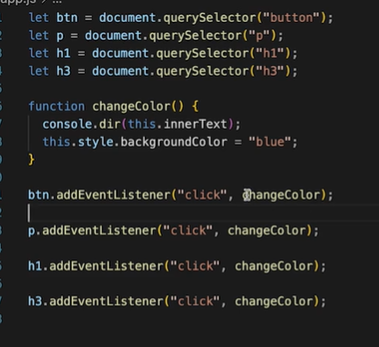 app.js > ...
let btn = document.querySelector("button");
let p = document.querySelector("p");
let h1 = document.querySelector("h1");
let h3 = document.querySelector("h3");
function changeColor() {
console.dir(this.innerText);
this.style.backgroundColor = "blue";
}
btn.addEventListener("click", changeColor);
p.addEventListener("click", changeColor);
h1.addEventListener("click", changeColor);
h3.addEventListener("click", changeColor);